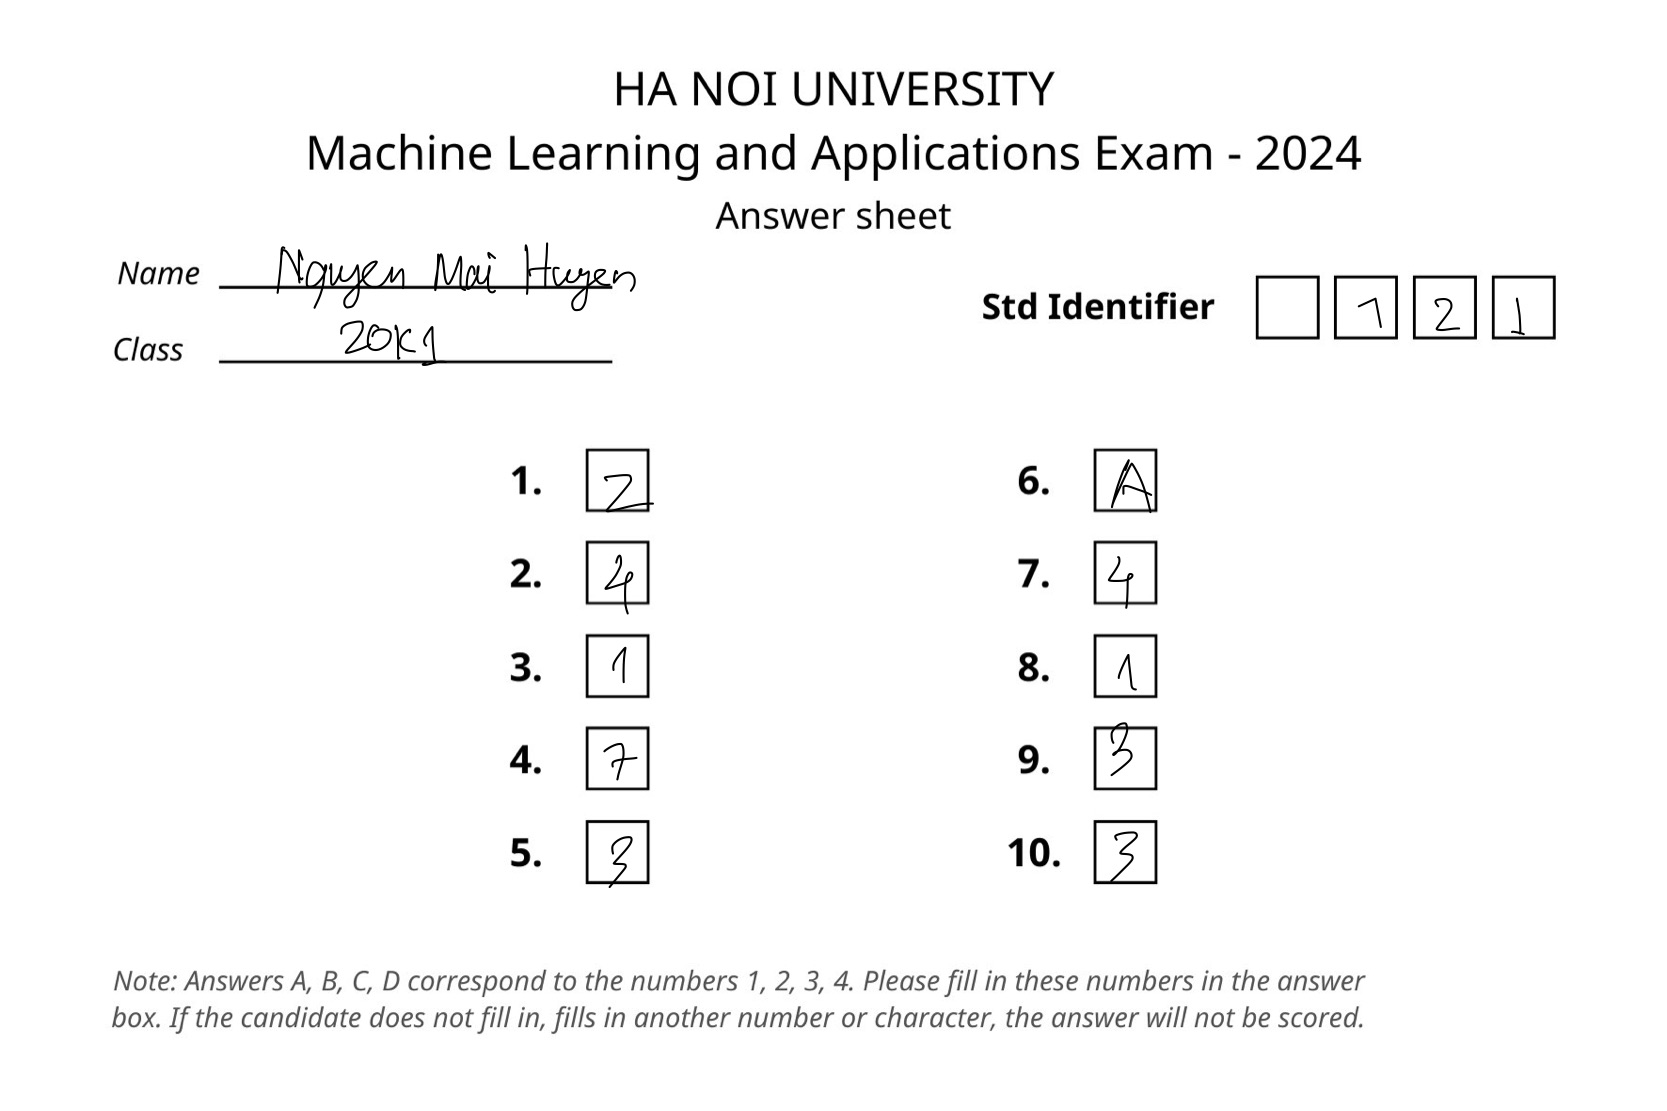 HA NOI UNIVERSITY
Machine Learning and Applications Exam - 2024
Answer sheet
Name Nguyen Mai Huyen
Class 20K1
Std Identifier 1 2 1
1. 2
2. 4
3. 1
4. 7
5. 3
6. A
7. 4
8. 1
9. 3
10. 3
Note: Answers A, B, C, D correspond to the numbers 1, 2, 3, 4. Please fill in these numbers in the answer
box. If the candidate does not fill in, fills in another number or character, the answer will not be scored.